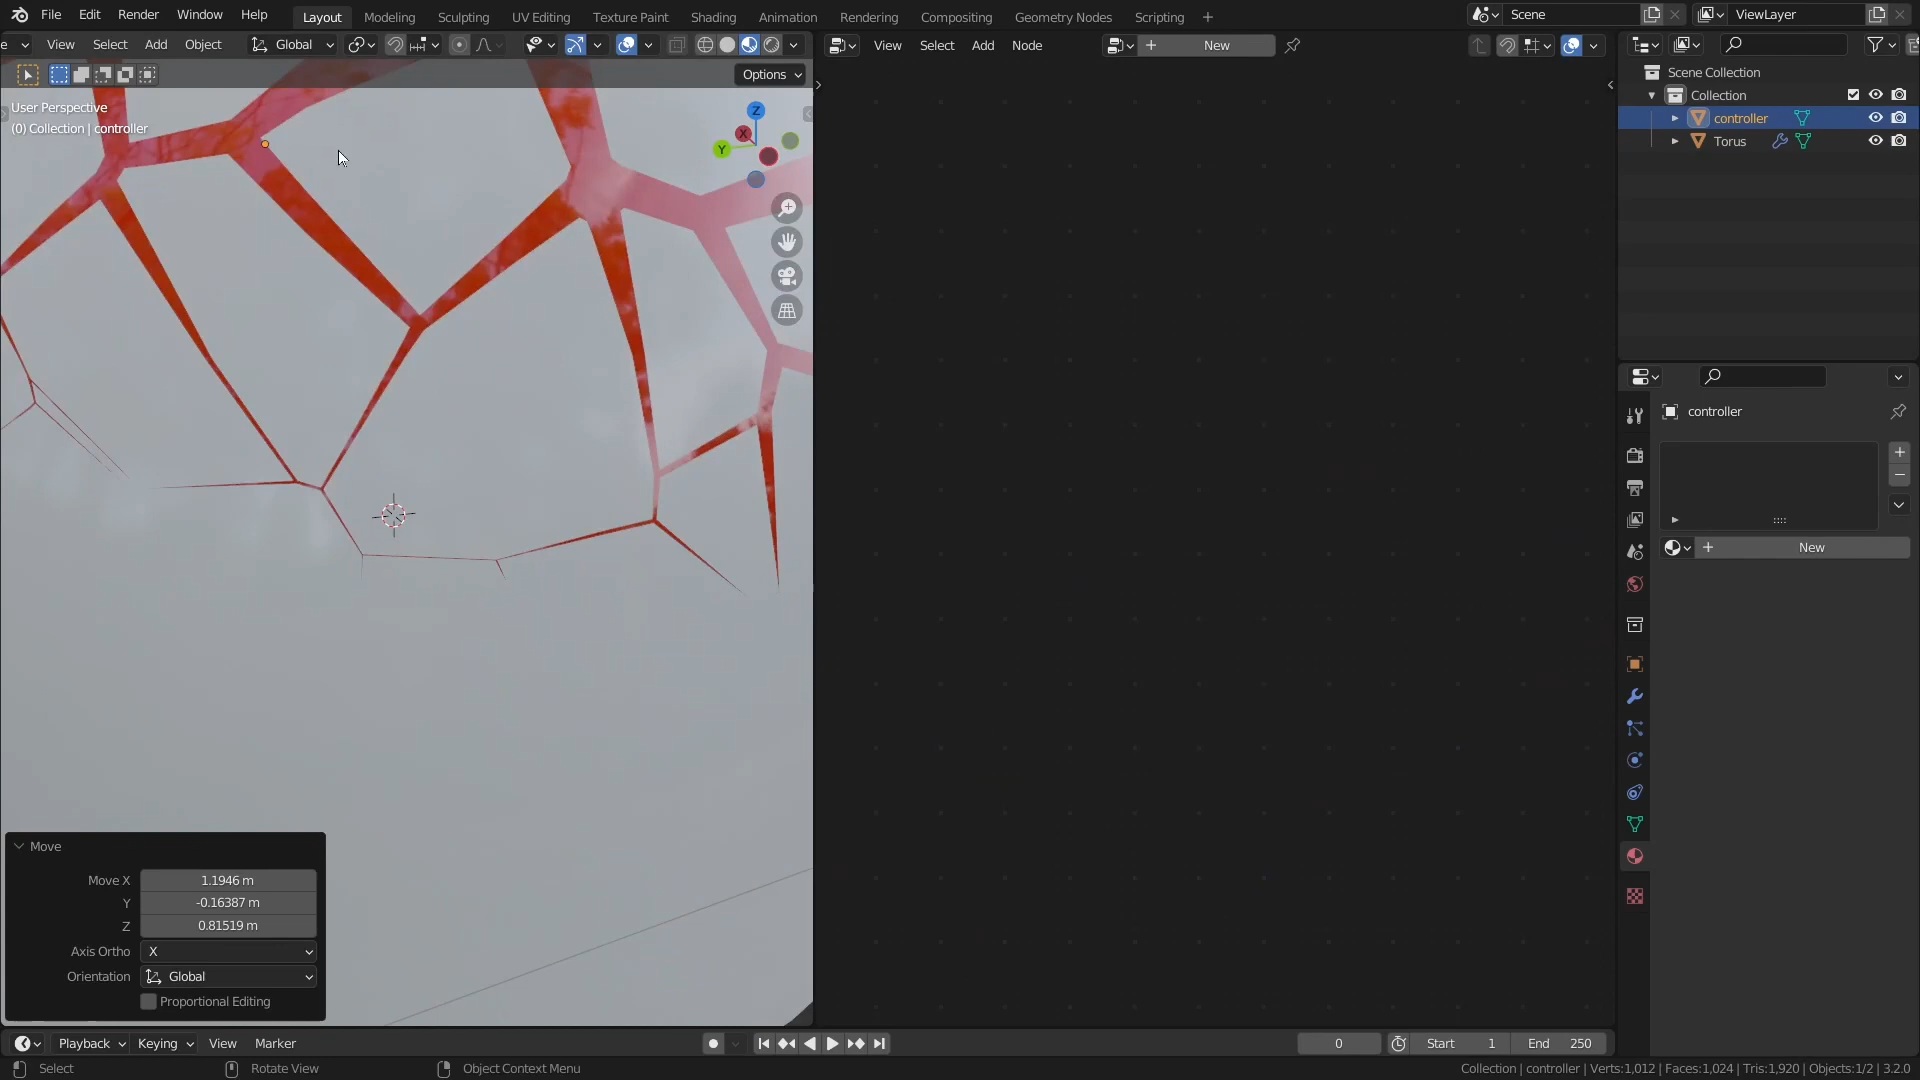 File Edit Render Window Help Layout Modeling Sculpting UV Editing Texture Paint Shading Animation Rendering Compositing Geometry Nodes Scripting + Scene ViewLayer
e View Select Add Object Global View Select Add Node New
Options
User Perspective
(0) Collection | controller
Z
X
Y
Scene Collection
Collection
controller
Torus
controller
New
Move
Move X 1.1946 m
Y -0.16387 m
Z 0.81519 m
Axis Ortho X
Orientation Global
Proportional Editing
Playback Keying View Marker 0 Start 1 End 250
Select Rotate View Object Context Menu Collection | controller | Verts:1,012 | Faces:1,024 | Tris:1,920 | Objects:1/2 | 3.2.0